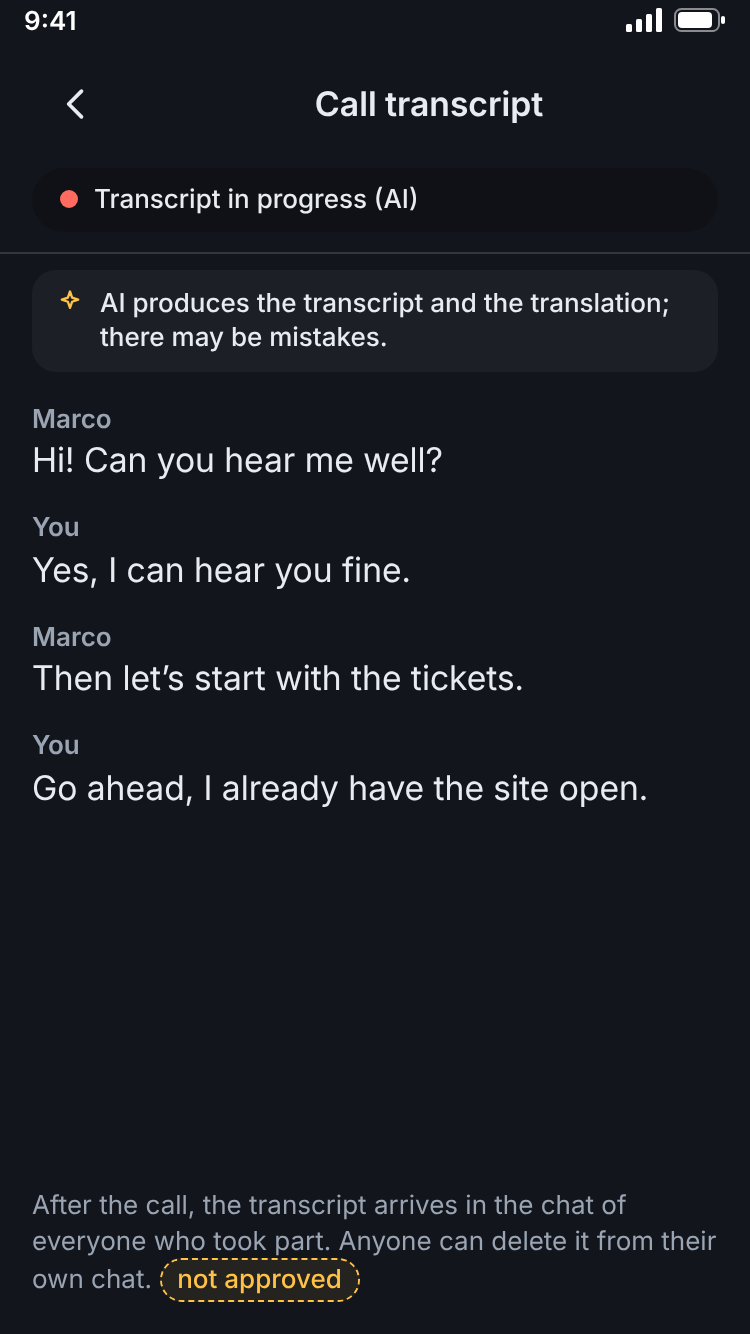 9:41
Call transcript
Transcript in progress (AI)
AI produces the transcript and the translation;
there may be mistakes.
Marco
Hi! Can you hear me well?
You
Yes, I can hear you fine.
Marco
Then let’s start with the tickets.
You
Go ahead, I already have the site open.
After the call, the transcript arrives in the chat of
everyone who took part. Anyone can delete it from their
own chat. not approved